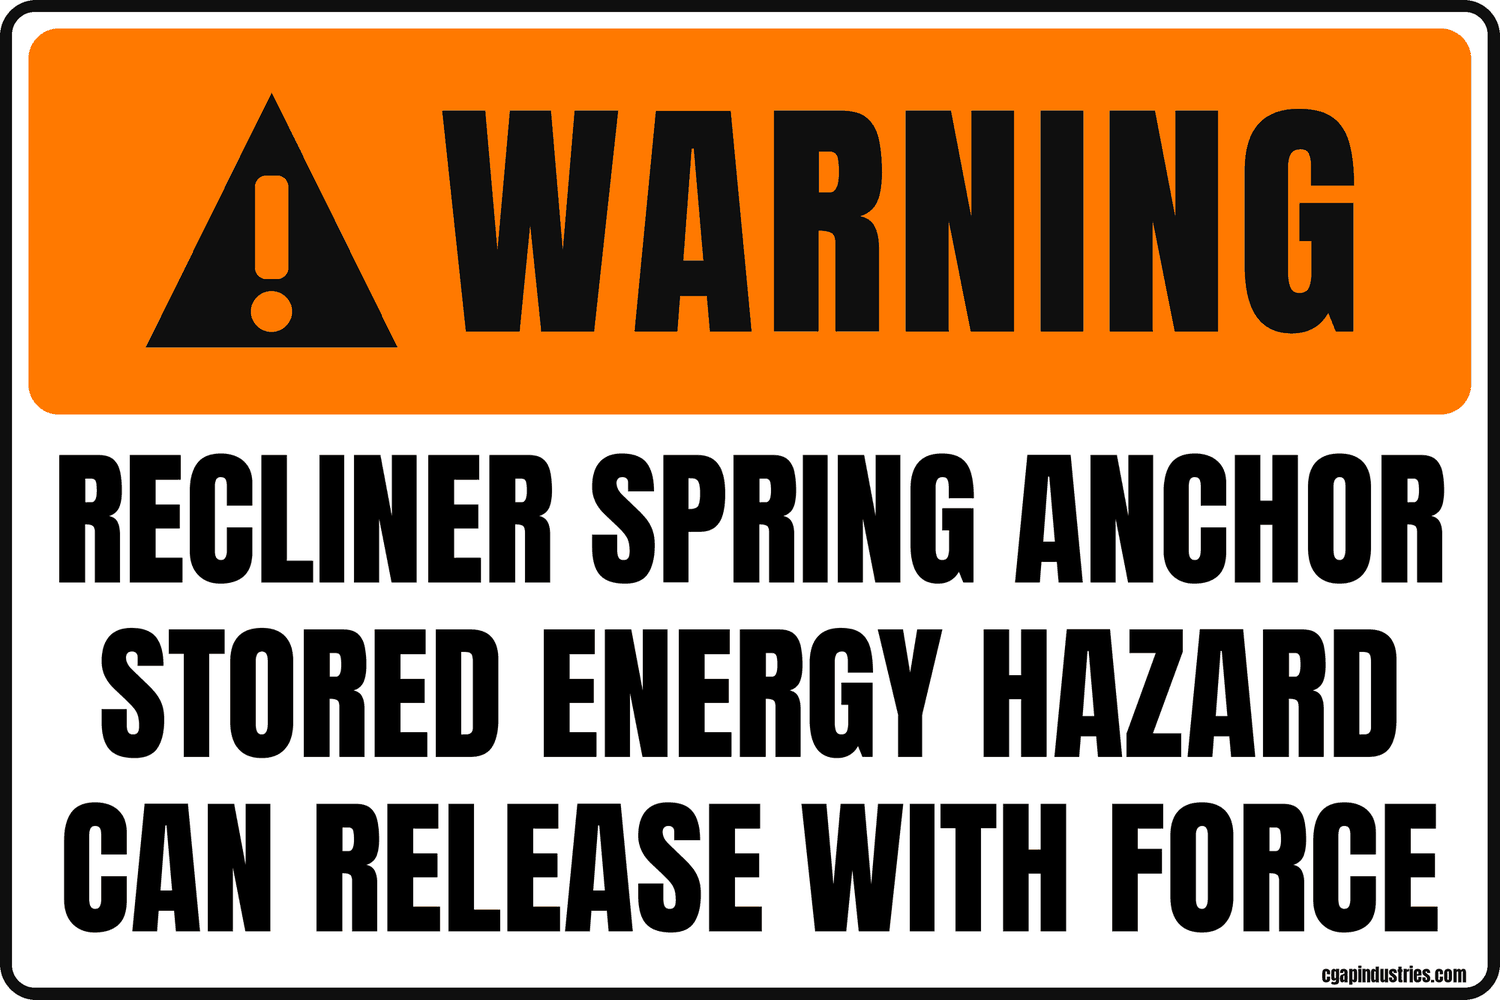 WARNING
RECLINER SPRING ANCHOR
STORED ENERGY HAZARD
CAN RELEASE WITH FORCE
cgapindustries.com